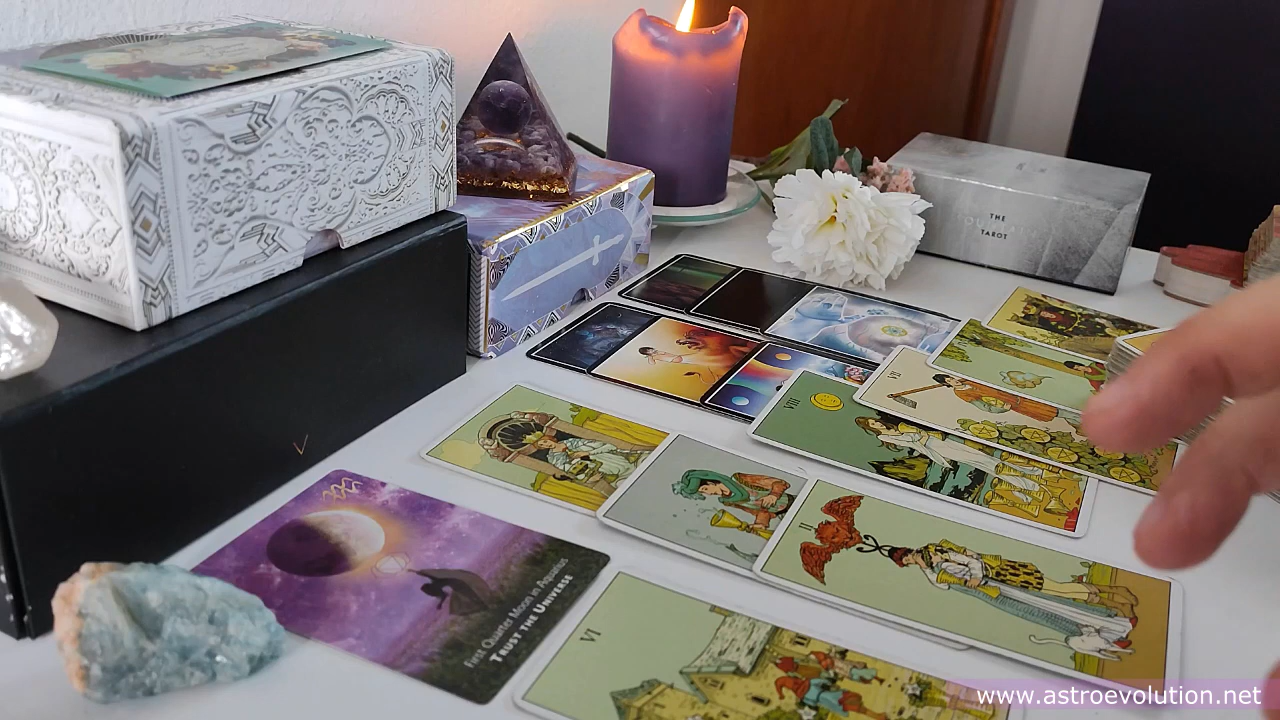 THE
TAROT
VIII
VII
II
VI
First Quarter Moon in Aquarius
TRUST THE UNIVERSE
www.astroevolution.net